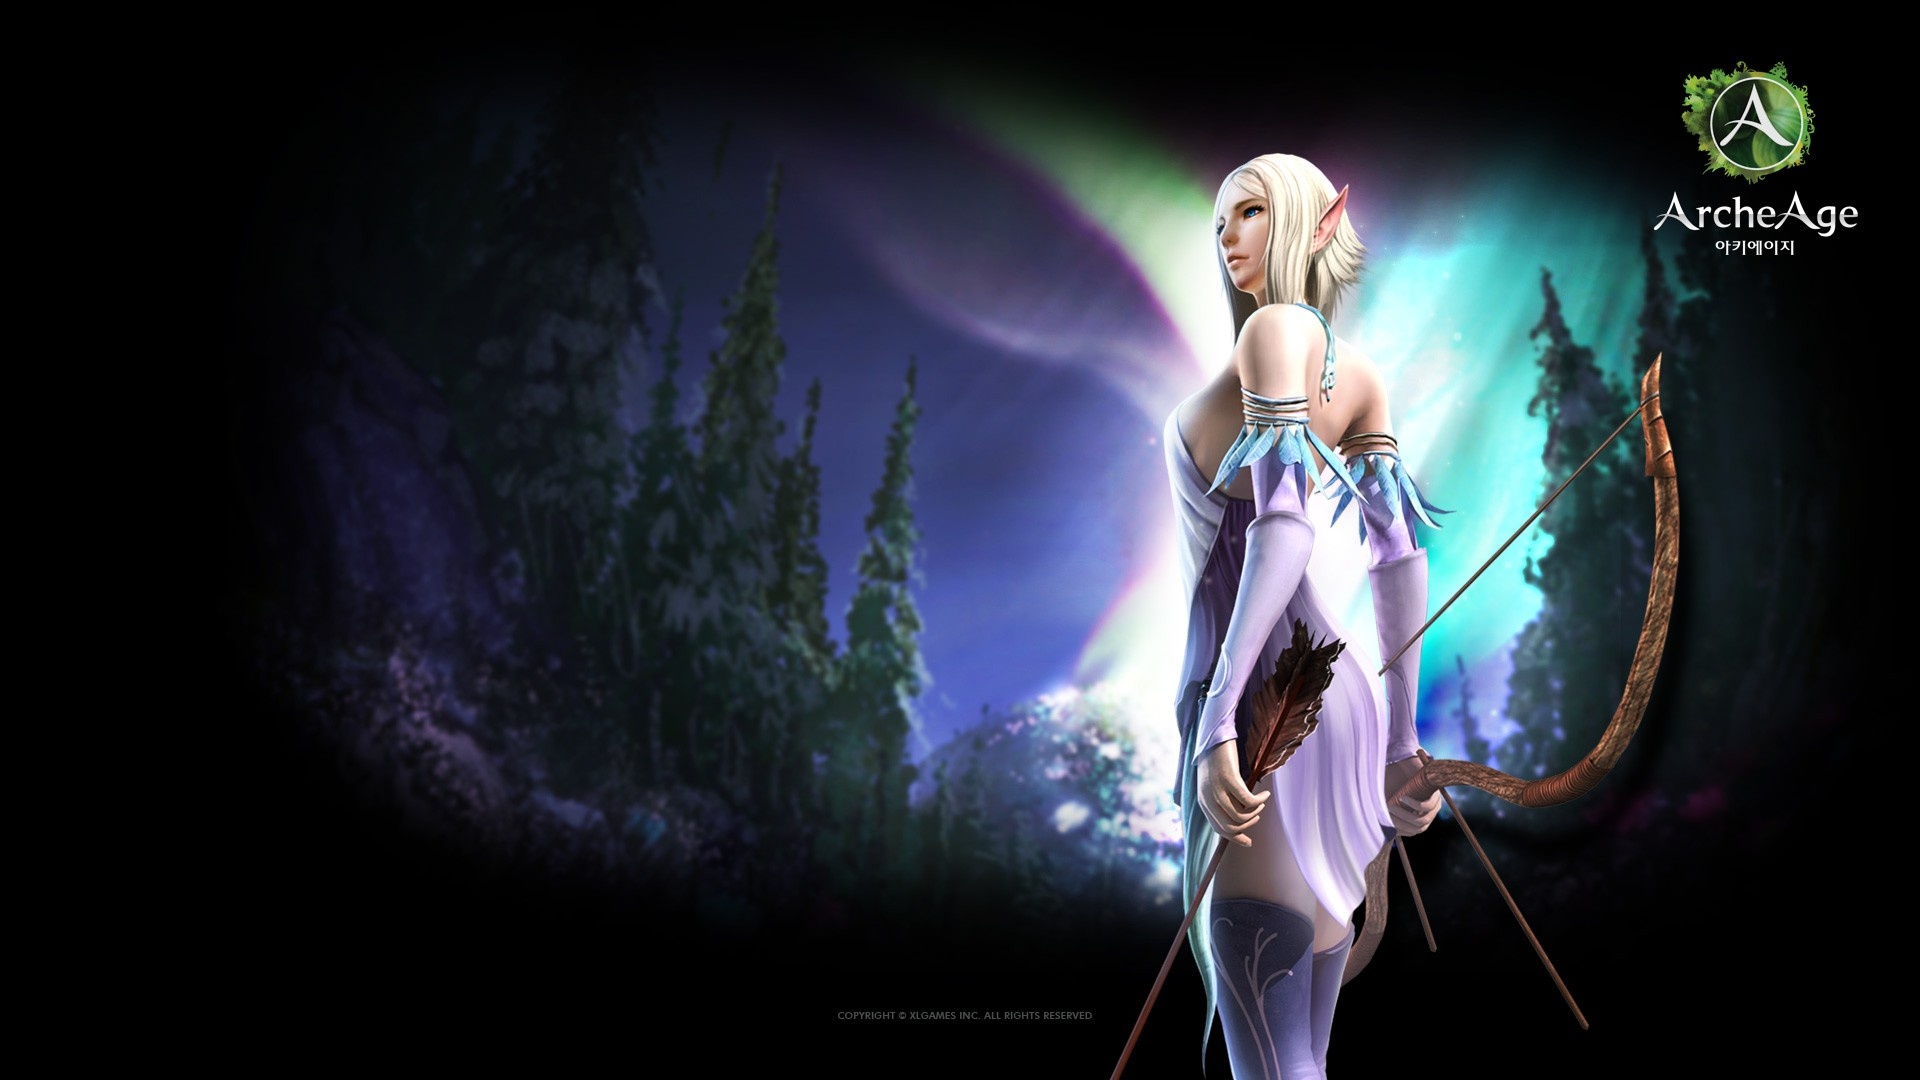 A
ArcheAge
아키에이지
COPYRIGHT © XLGAMES INC. ALL RIGHTS RESERVED